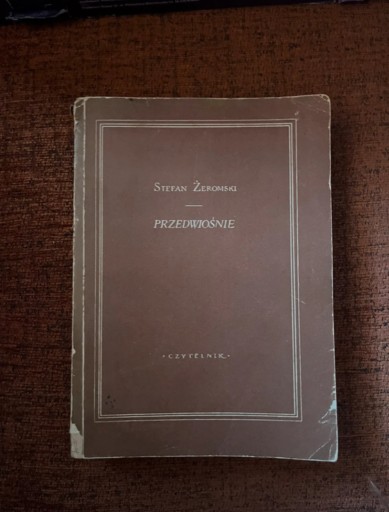 Stefan Żeromski
PRZEDWIOŚNIE
• CZYTELNIK •